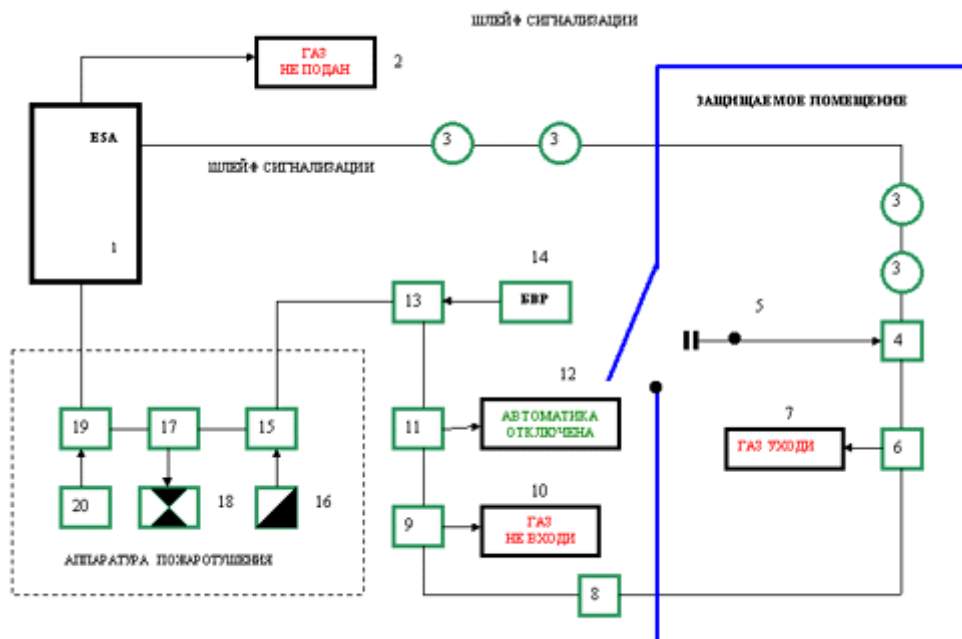 ШЛЕЙФ СИГНАЛИЗАЦИИ
ГАЗ
НЕ ПОДАН
2
ЗАЩИЩАЕМОЕ ПОМЕЩЕНИЕ
ESA
3
3
ШЛЕЙФ СИГНАЛИЗАЦИИ
3
1
14
3
13
БВР
5
4
12
19
17
15
11
АВТОМАТИКА
ОТКЛЮЧЕНА
7
ГАЗ УХОДИ
6
20
18
16
10
9
ГАЗ
НЕ ВХОДИ
АППАРАТУРА ПОЖАРОТУШЕНИЯ
8